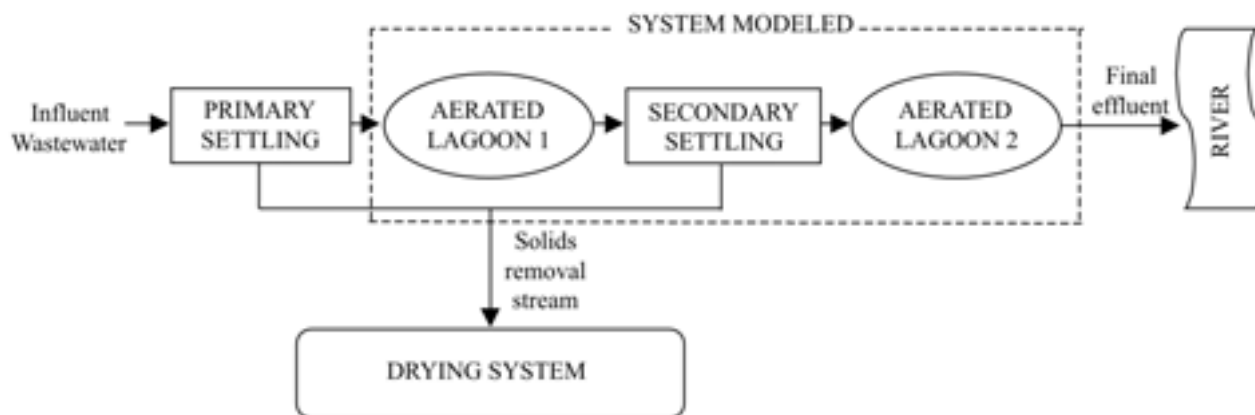 SYSTEM MODELED
Influent
Wastewater
PRIMARY
SETTLING
AERATED
LAGOON 1
SECONDARY
SETTLING
AERATED
LAGOON 2
Final
effluent
RIVER
Solids
removal
stream
DRYING SYSTEM